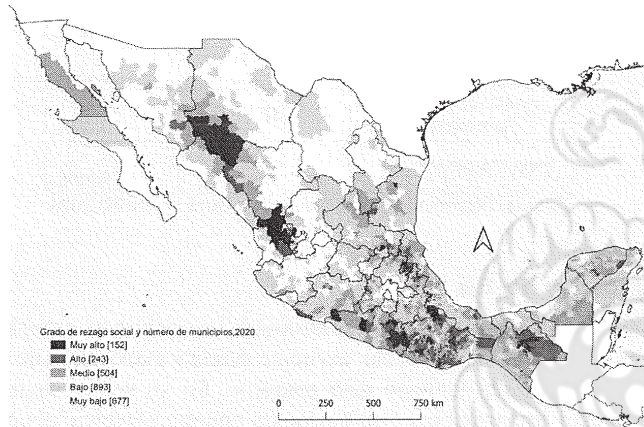 Grado de rezago social y número de municipios,2020
Muy alto [152]
Alto [243]
Medio [504]
Bajo [893]
Muy bajo [677]
0 250 500 750 km